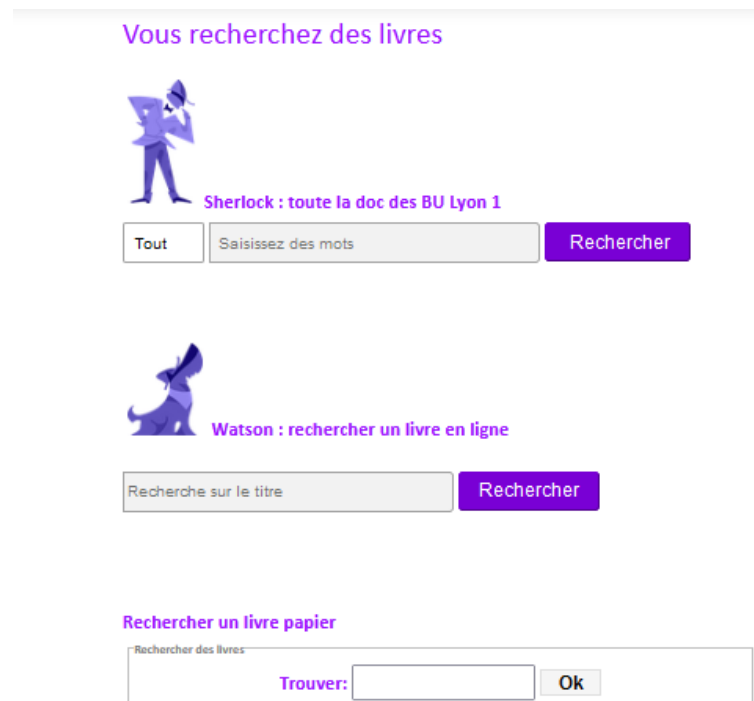 Vous recherchez des livres
Sherlock : toute la doc des BU Lyon 1
Tout Saisissez des mots Rechercher
Watson : rechercher un livre en ligne
Recherche sur le titre Rechercher
Rechercher un livre papier
Rechercher des livres
Trouver: Ok